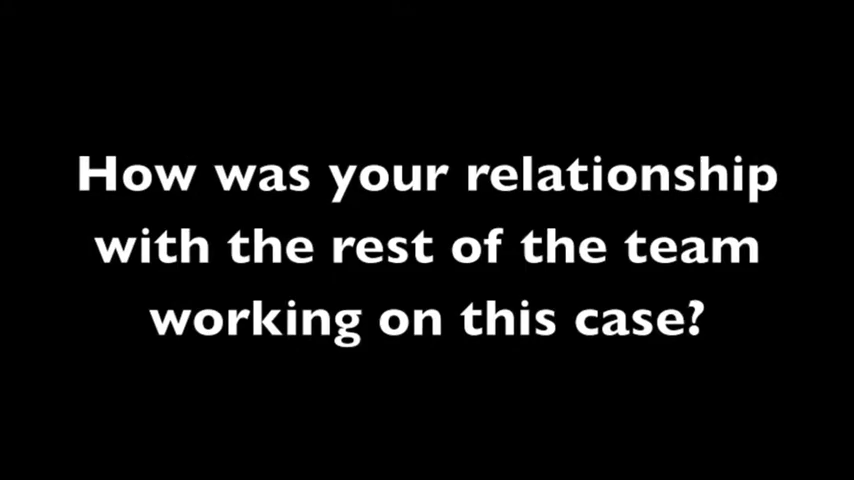 How was your relationship
with the rest of the team
working on this case?